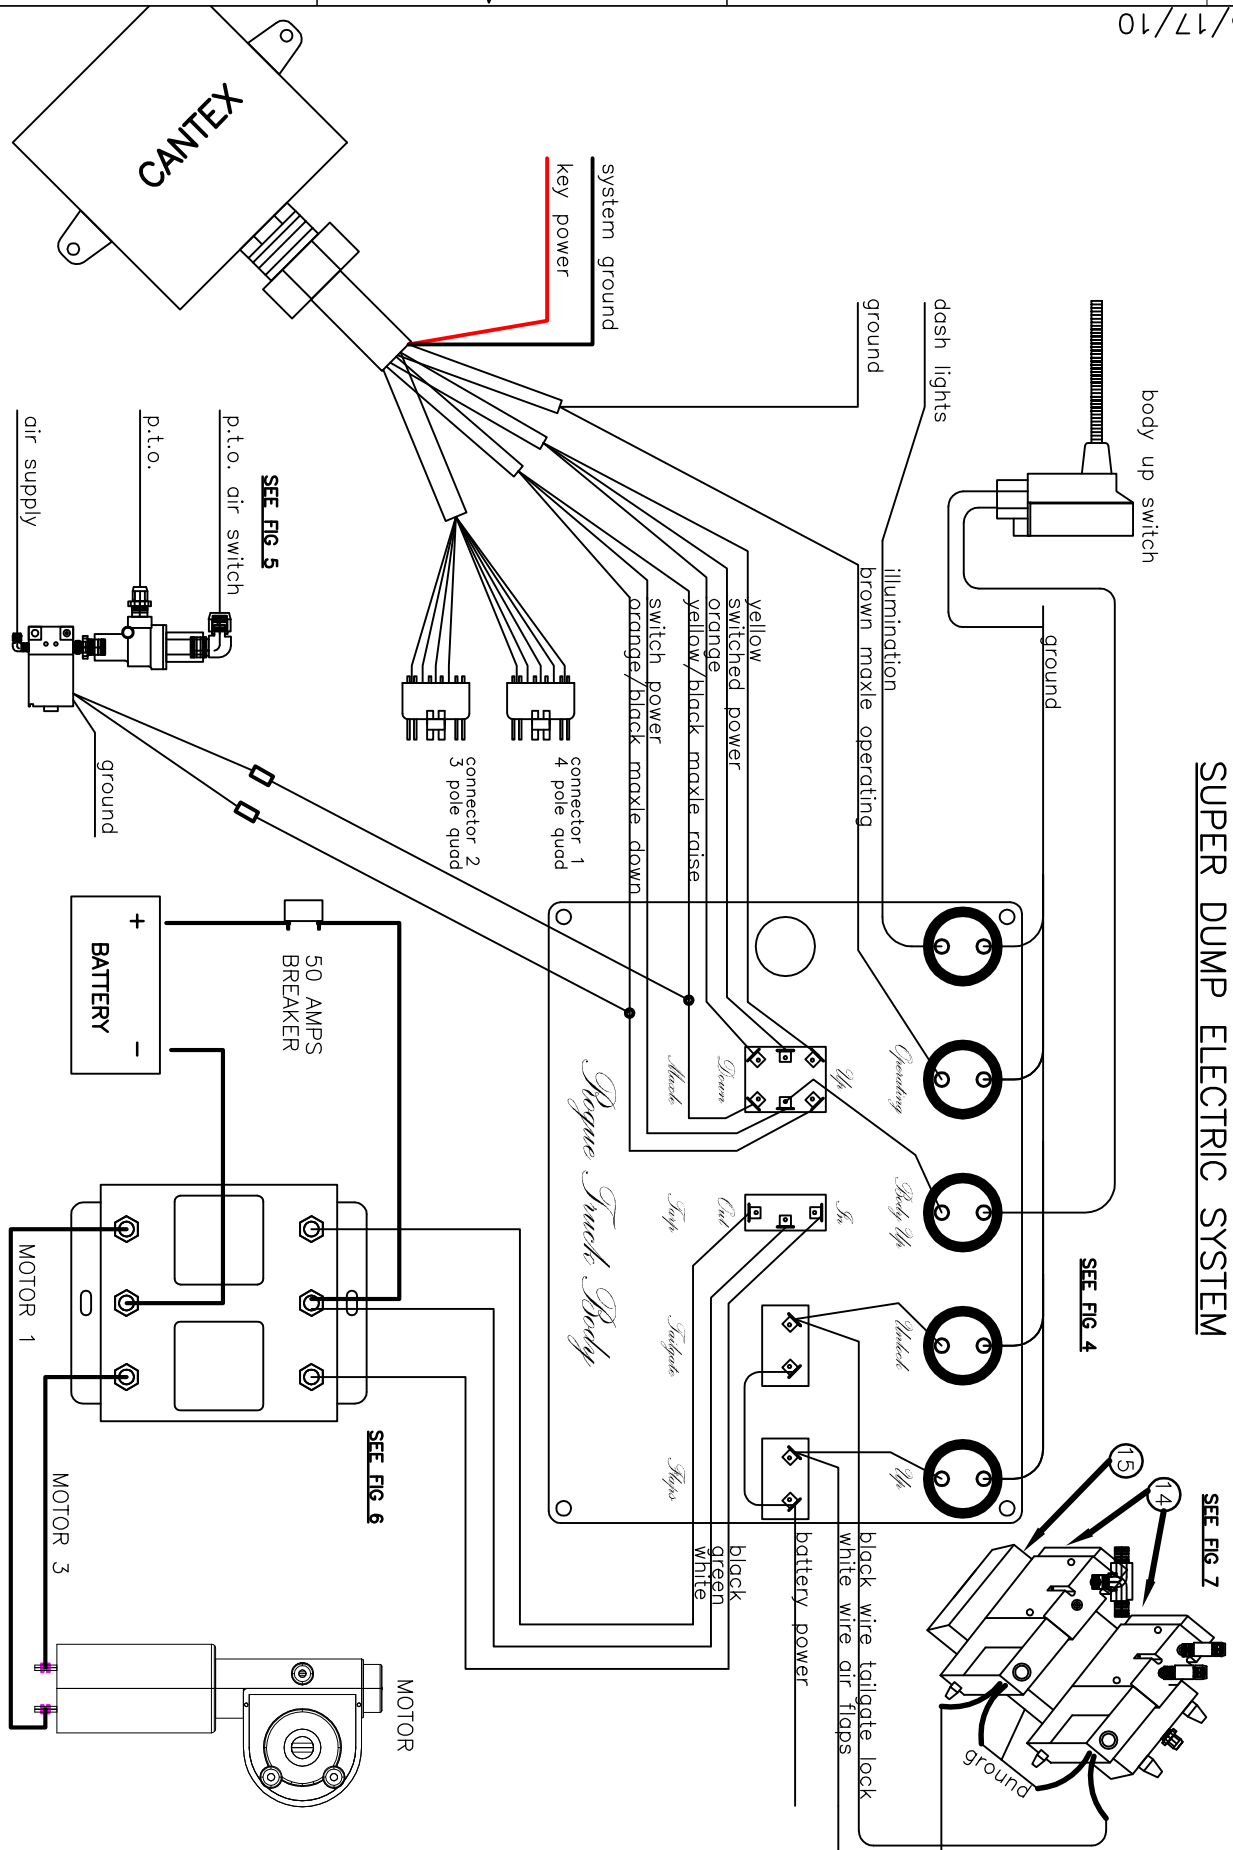 /17/10
SUPER DUMP ELECTRIC SYSTEM
body up switch
dash lights
ground
system ground
key power
CANTEX
illumination
brown maxle operating
ground
yellow
switched power
orange
yellow/black maxle raise
switch power
orange/black maxle down
connector 1
4 pole quad
connector 2
3 pole quad
SEE FIG 5
p.t.o. air switch
p.t.o.
air supply
ground
SEE FIG 4
Operating
Body Up
Unlock
Up
Up
Down
Maxle
In
Out
Tarp
Tailgate
Flaps
Rogue Truck Body
50 AMPS
BREAKER
+
BATTERY
-
SEE FIG 6
MOTOR 1
MOTOR 3
MOTOR
black
green
white
battery power
black wire tailgate lock
white wire air flaps
SEE FIG 7
15
14
ground